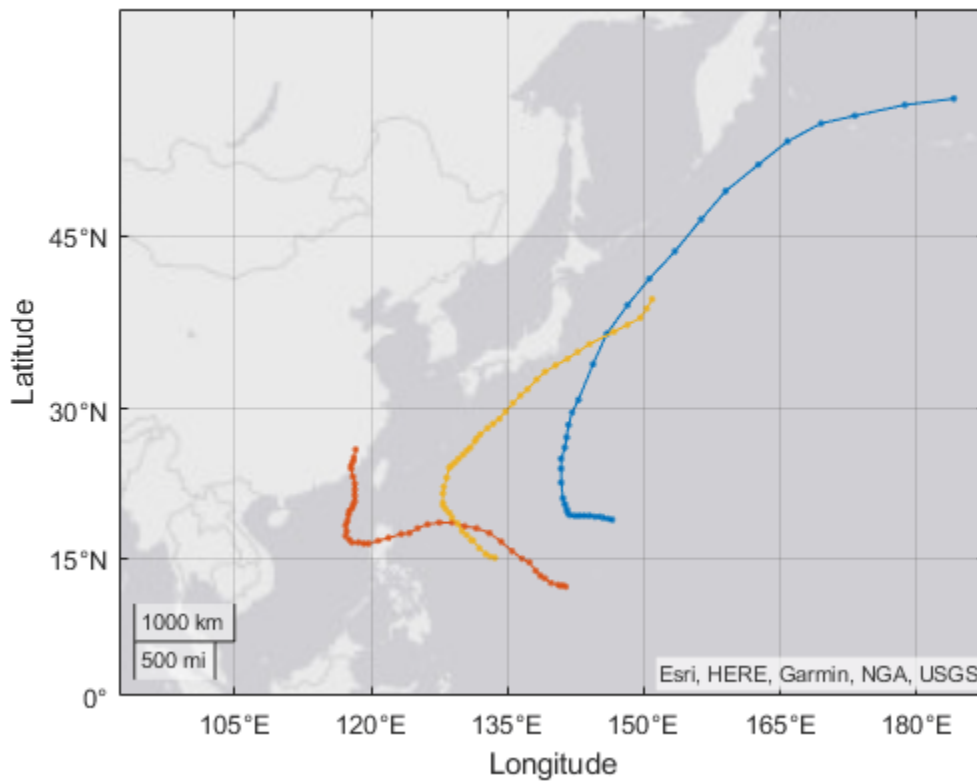 45°N
30°N
15°N
0°
Latitude
1000 km
500 mi
Esri, HERE, Garmin, NGA, USGS
105°E 120°E 135°E 150°E 165°E 180°E
Longitude